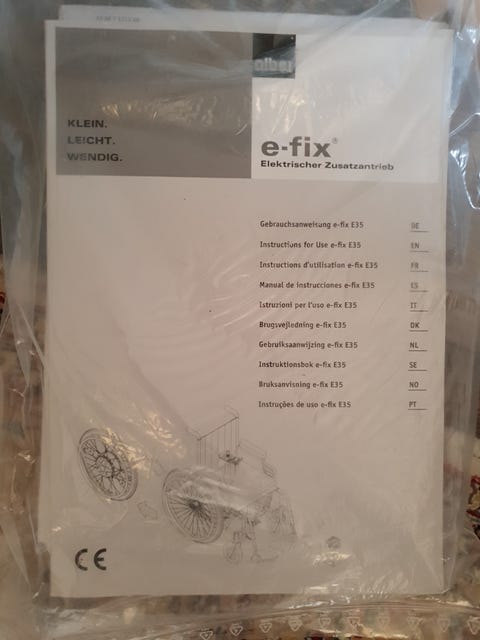 alber
KLEIN.
LEICHT.
WENDIG.
e-fix®
Elektrischer Zusatzantrieb
Gebrauchsanweisung e-fix E35 DE
Instructions for Use e-fix E35 EN
Instructions d'utilisation e-fix E35 FR
Manual de instrucciones e-fix E35 ES
Istruzioni per l'uso e-fix E35 IT
Brugsvejledning e-fix E35 DK
Gebruiksaanwijzing e-fix E35 NL
Instruktionsbok e-fix E35 SE
Bruksanvisning e-fix E35 NO
Instruções de uso e-fix E35 PT
CE